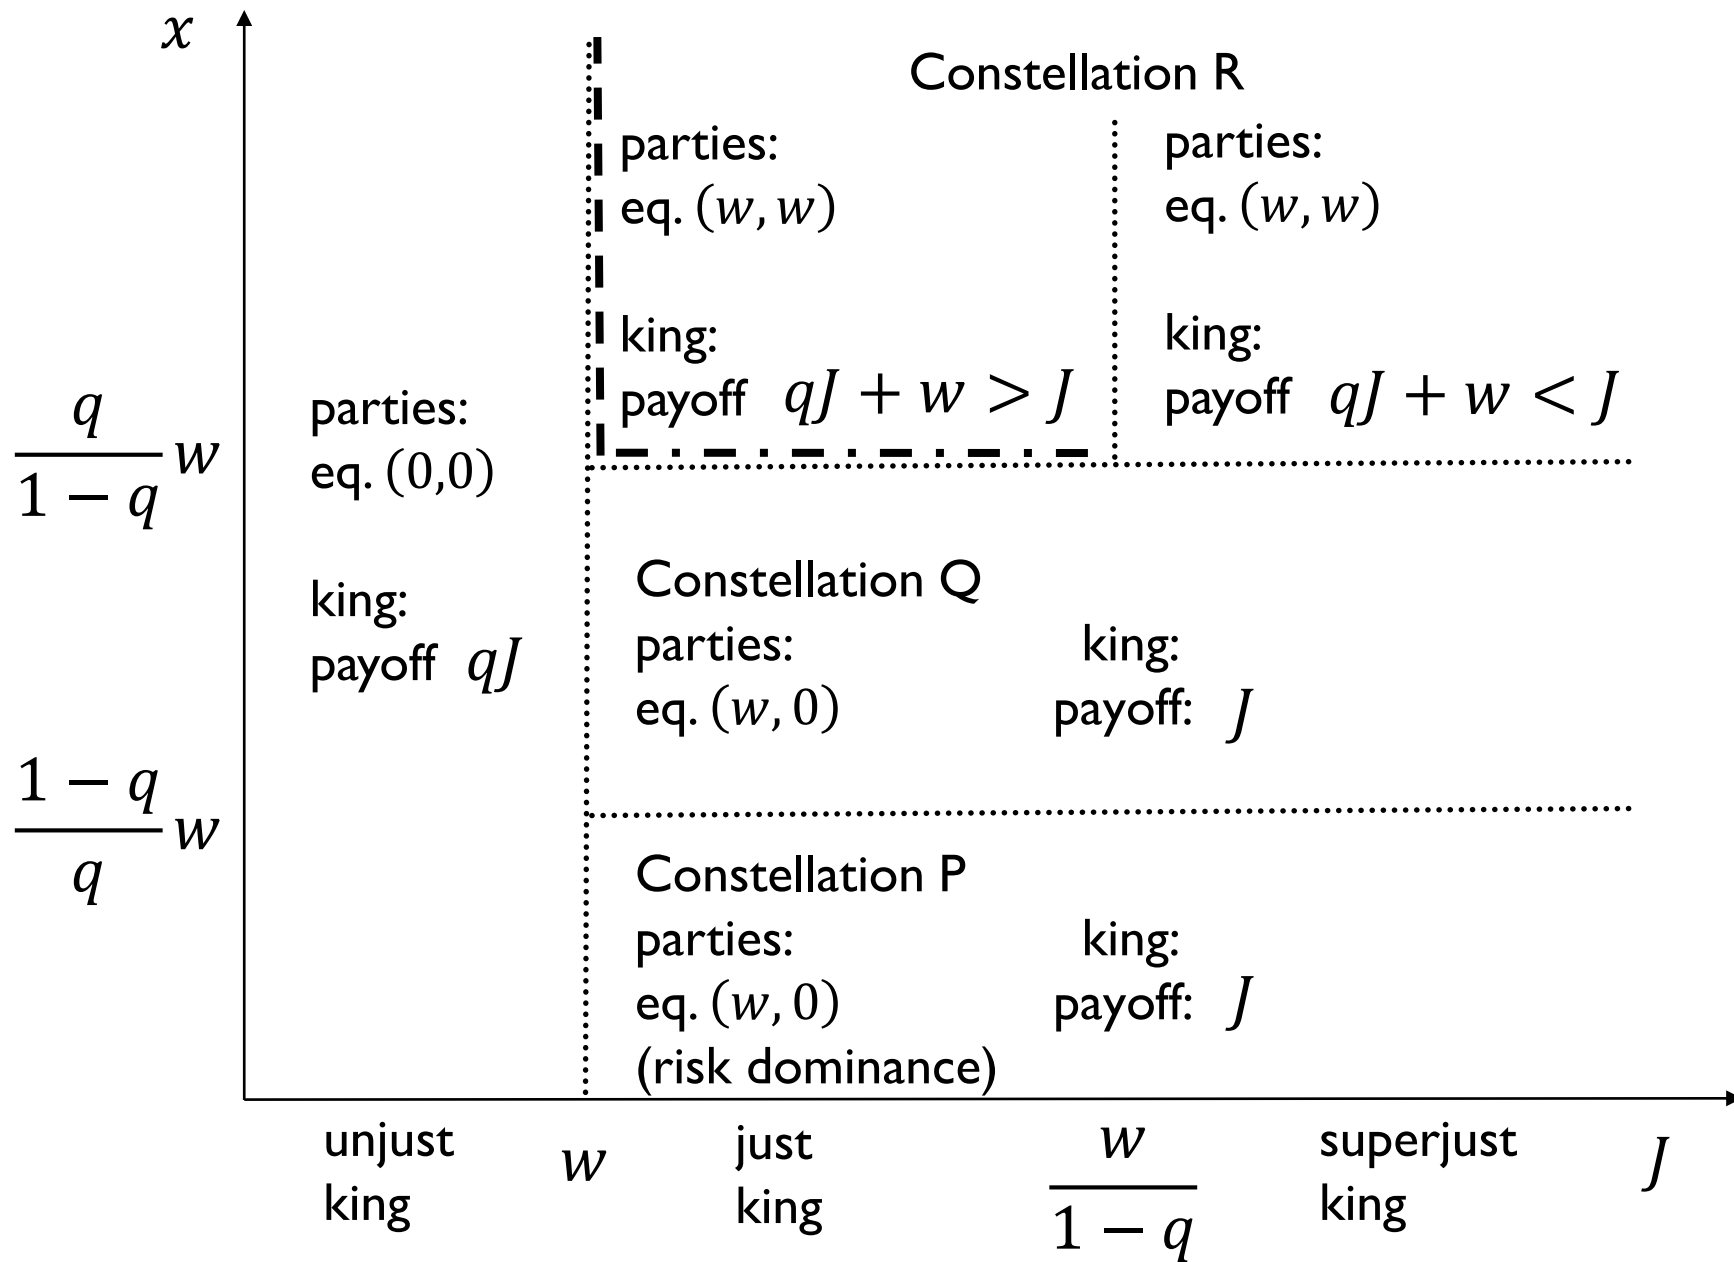 x
Constellation R
parties:
eq. (w, w)
king:
payoff qJ + w > J
parties:
eq. (w, w)
king:
payoff qJ + w < J
q
1 − q
w
parties:
eq. (0,0)
king:
payoff qJ
Constellation Q
parties:
eq. (w, 0)
king:
payoff: J
1 − q
q
w
Constellation P
parties:
eq. (w, 0)
(risk dominance)
king:
payoff: J
unjust
king
w
just
king
w
1 − q
superjust
king
J